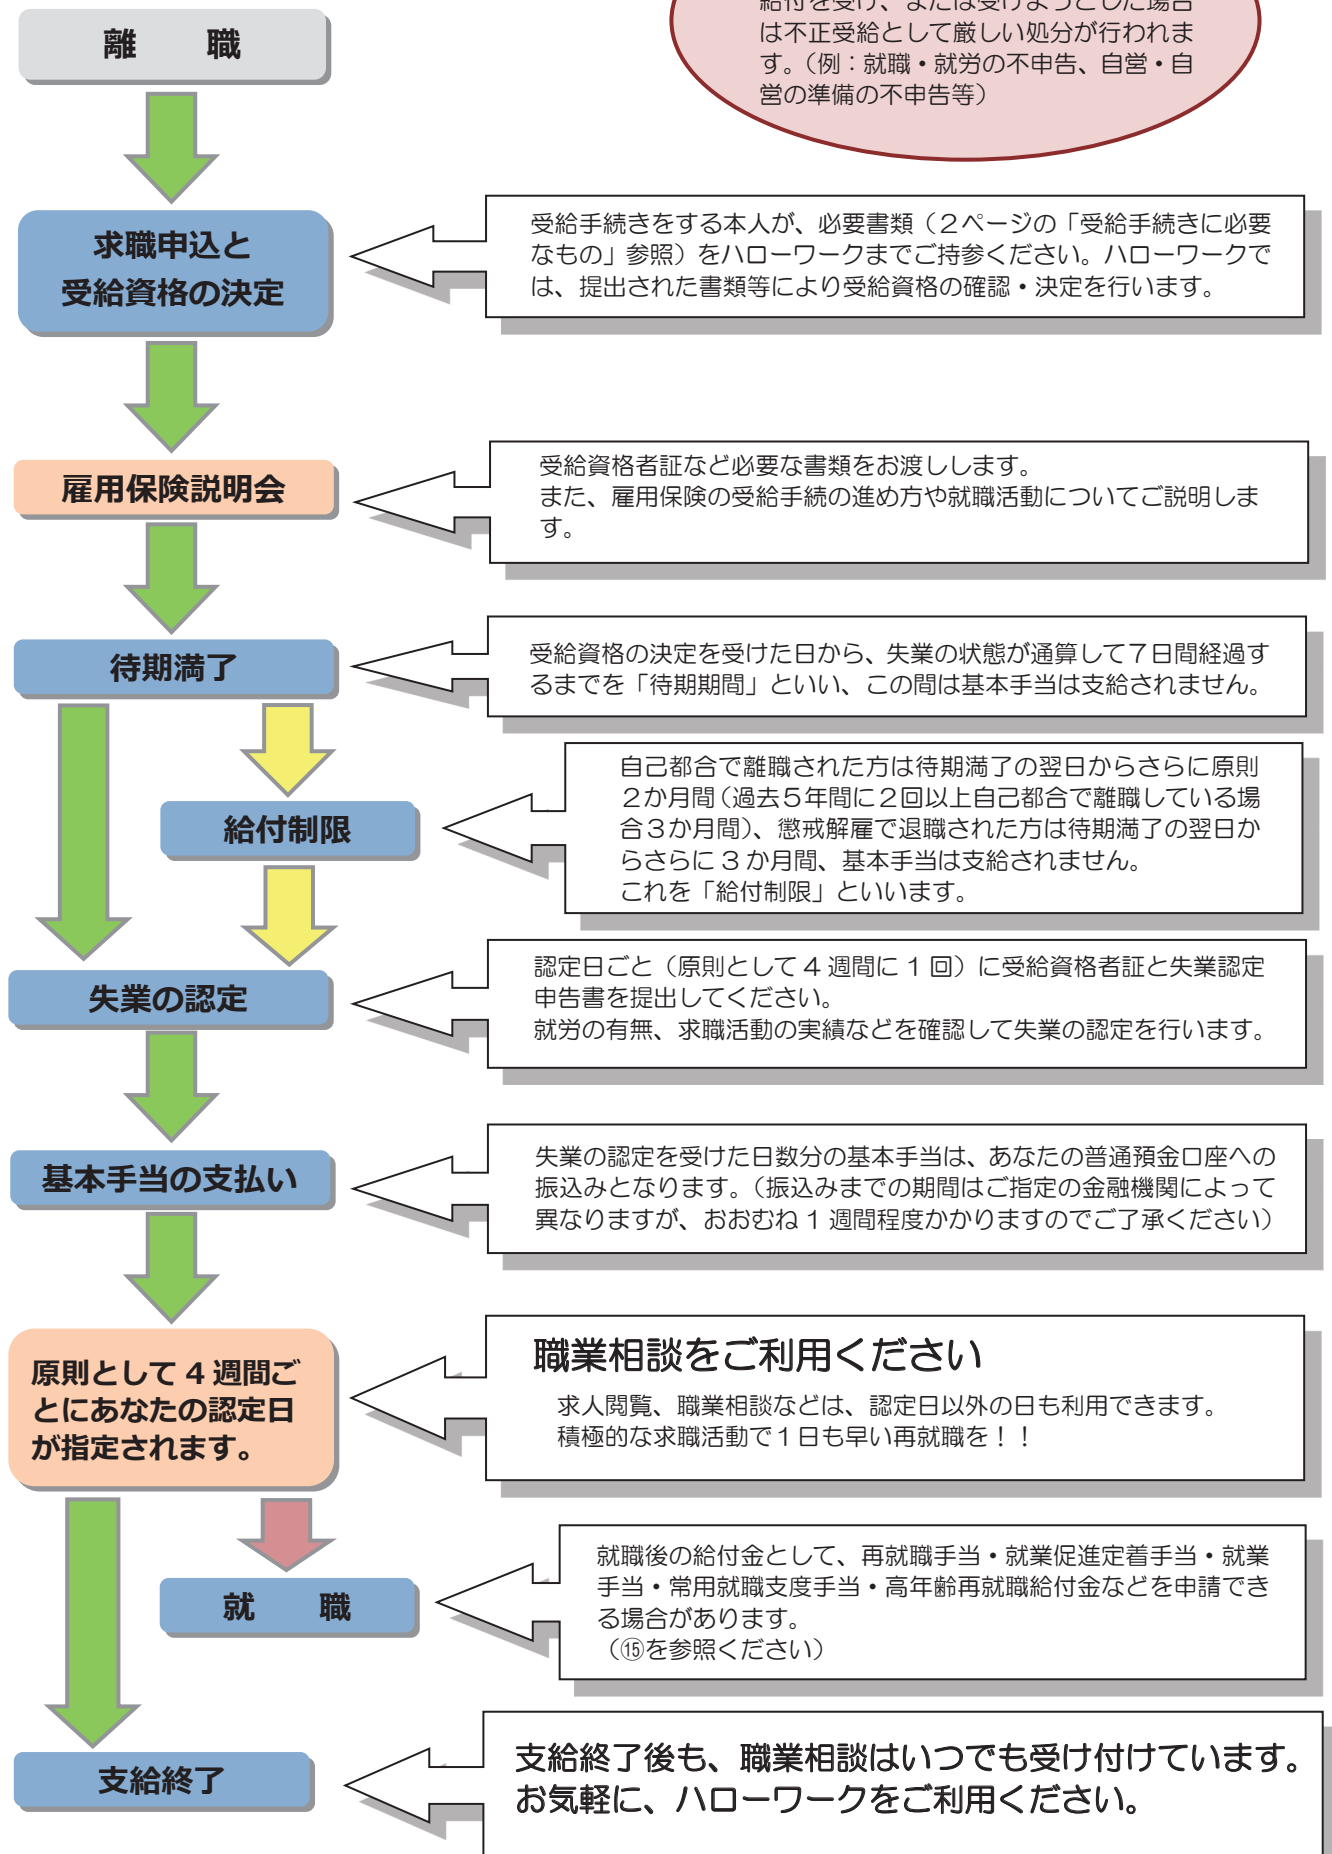 給付を受け、または受けようとした場合
は不正受給として厳しい処分が行われま
す。（例：就職・就労の不申告、自営・自
営の準備の不申告等）
離　職
求職申込と
受給資格の決定
受給手続きをする本人が、必要書類（２ページの「受給手続きに必要
なもの」参照）をハローワークまでご持参ください。ハローワークで
は、提出された書類等により受給資格の確認・決定を行います。
雇用保険説明会
受給資格者証など必要な書類をお渡しします。
また、雇用保険の受給手続の進め方や就職活動についてご説明しま
す。
待期満了
受給資格の決定を受けた日から、失業の状態が通算して７日間経過す
るまでを「待期期間」といい、この間は基本手当は支給されません。
給付制限
自己都合で離職された方は待期満了の翌日からさらに原則
２か月間（過去５年間に２回以上自己都合で離職している場
合３か月間）、懲戒解雇で退職された方は待期満了の翌日か
らさらに 3 か月間、基本手当は支給されません。
これを「給付制限」といいます。
失業の認定
認定日ごと（原則として 4 週間に 1 回）に受給資格者証と失業認定
申告書を提出してください。
就労の有無、求職活動の実績などを確認して失業の認定を行います。
基本手当の支払い
失業の認定を受けた日数分の基本手当は、あなたの普通預金口座への
振込みとなります。（振込みまでの期間はご指定の金融機関によって
異なりますが、おおむね 1 週間程度かかりますのでご了承ください）
原則として 4 週間ご
とにあなたの認定日
が指定されます。
職業相談をご利用ください
求人閲覧、職業相談などは、認定日以外の日も利用できます。
積極的な求職活動で１日も早い再就職を！！
就　職
就職後の給付金として、再就職手当・就業促進定着手当・就業
手当・常用就職支度手当・高年齢再就職給付金などを申請でき
る場合があります。
（⑮を参照ください）
支給終了
支給終了後も、職業相談はいつでも受け付けています。
お気軽に、ハローワークをご利用ください。